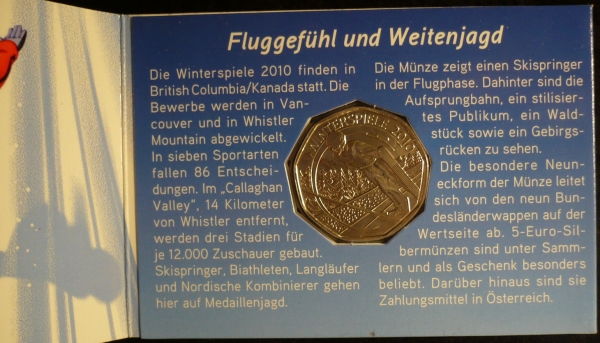 Fluggefühl und Weitenjagd
Die Winterspiele 2010 finden in
British Columbia/Kanada statt. Die
Bewerbe werden in Van-
couver und in Whistler
Mountain abgewickelt.
In sieben Sportarten
fallen 86 Entschei-
dungen. Im „Callaghan
Valley“, 14 Kilometer
von Whistler entfernt,
werden drei Stadien für
je 12.000 Zuschauer gebaut.
Skispringer, Biathleten, Langläufer
und Nordische Kombinierer gehen
hier auf Medaillenjagd.
WINTERSPIELE 2010
Die Münze zeigt einen Skispringer
in der Flugphase. Dahinter sind die
Aufsprungbahn, ein stilisier-
tes Publikum, ein Wald-
stück sowie ein Gebirgs-
rücken zu sehen.
Die besondere Neun-
eckform der Münze leitet
sich von den neun Bun-
desländerwappen auf der
Wertseite ab. 5-Euro-Sil-
bermünzen sind unter Samm-
lern und als Geschenk besonders
beliebt. Darüber hinaus sind sie
Zahlungsmittel in Österreich.